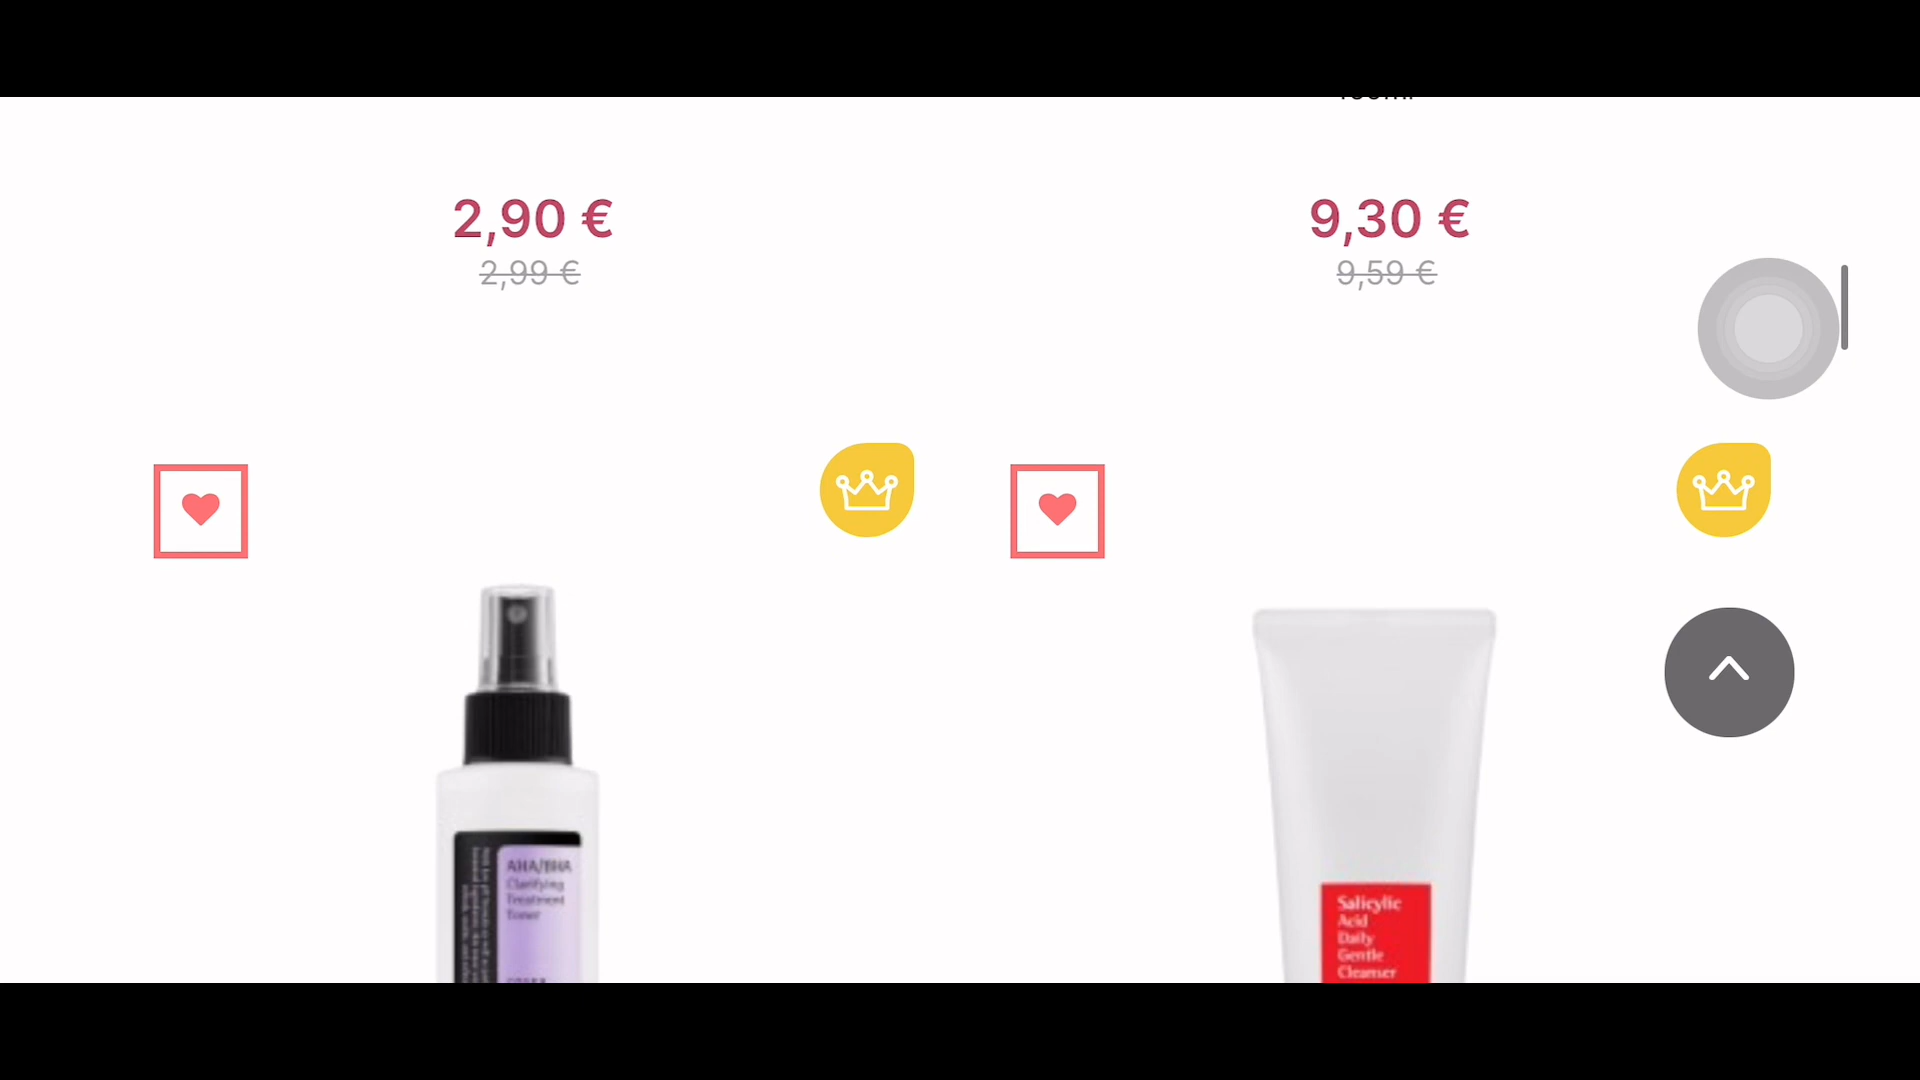 2,90 €
2,99 €
9,30 €
9,59 €
AHA/BHA
Clarifying
Treatment
Toner
Salicylic
Acid
Daily
Gentle
Cleanser